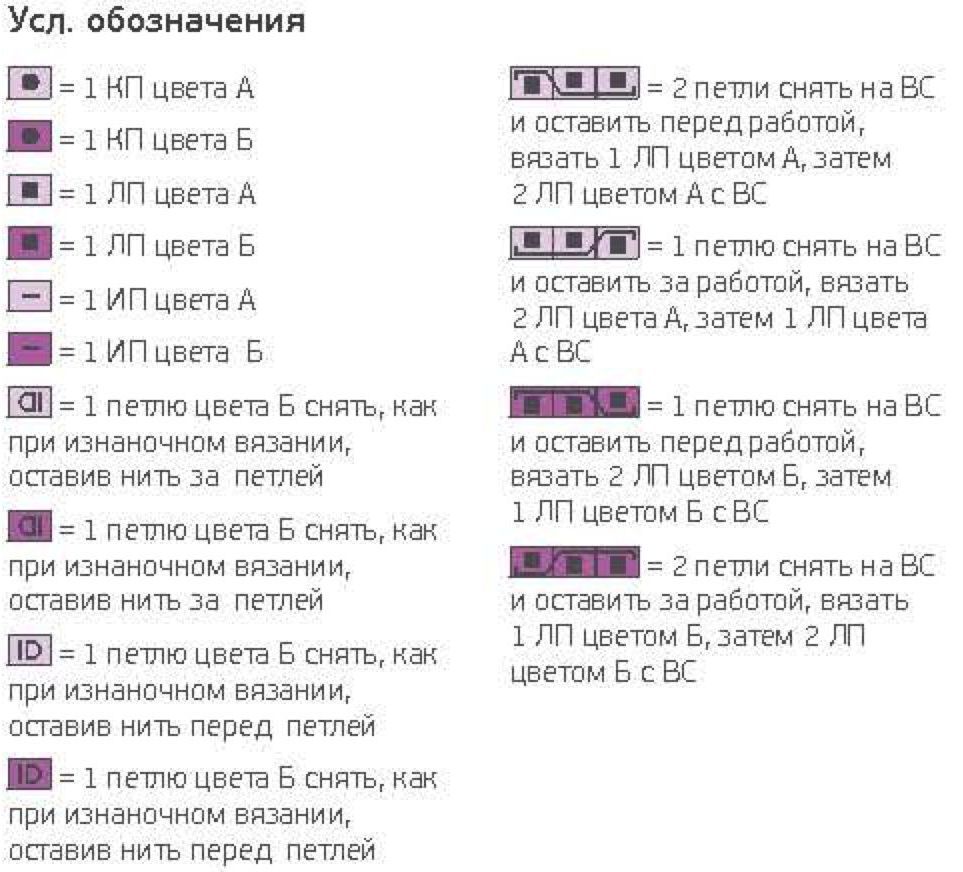 Усл. обозначения
= 1 КП цвета А
= 1 КП цвета Б
= 1 ЛП цвета А
= 1 ЛП цвета Б
= 1 ИП цвета А
= 1 ИП цвета Б
= 1 петлю цвета Б снять, как
при изнаночном вязании,
оставив нить за петлей
= 1 петлю цвета Б снять, как
при изнаночном вязании,
оставив нить за петлей
= 1 петлю цвета Б снять, как
при изнаночном вязании,
оставив нить перед петлей
= 1 петлю цвета Б снять, как
при изнаночном вязании,
оставив нить перед петлей
= 2 петли снять на ВС
и оставить перед работой,
вязать 1 ЛП цветом А, затем
2 ЛП цветом А с ВС
= 1 петлю снять на ВС
и оставить за работой, вязать
2 ЛП цвета А, затем 1 ЛП цвета
А с ВС
= 1 петлю снять на ВС
и оставить перед работой,
вязать 2 ЛП цветом Б, затем
1 ЛП цветом Б с ВС
= 2 петли снять на ВС
и оставить за работой, вязать
1 ЛП цветом Б, затем 2 ЛП
цветом Б с ВС